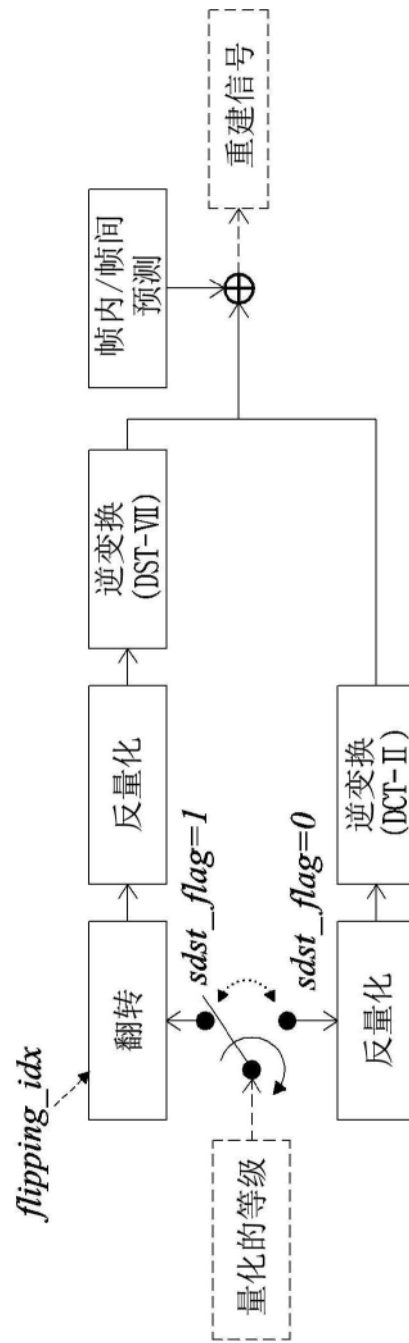 flipping_idx
翻转
反量化
逆变换
(DST-VII)
帧内/帧间
预测
重建信号
sdst_flag=1
量化的等级
sdst_flag=0
反量化
逆变换
(DCT-II)